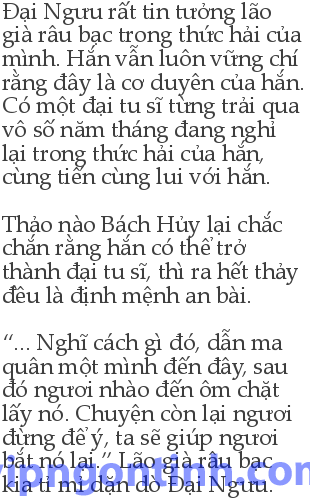 Đại Ngưu rất tin tưởng lão
già râu bạc trong thức hải của
mình. Hắn vẫn luôn vững chí
rằng đây là cơ duyên của hắn.
Có một đại tu sĩ từng trải qua
vô số năm tháng đang nghỉ
lại trong thức hải của hắn,
cùng tiến cùng lui với hắn.
Thảo nào Bách Hủy lại chắc
chắn rằng hắn có thể trở
thành đại tu sĩ, thì ra hết thảy
đều là định mệnh an bài.
“... Nghĩ cách gì đó, dẫn ma
quân một mình đến đây, sau
đó ngươi nhào đến ôm chặt
lấy nó. Chuyện còn lại ngươi
đừng để ý, ta sẽ giúp ngươi
bắt nó lại.” Lão già râu bạc
kia tỉ mỉ dặn dò Đại Ngưu.
vipngontinh.com